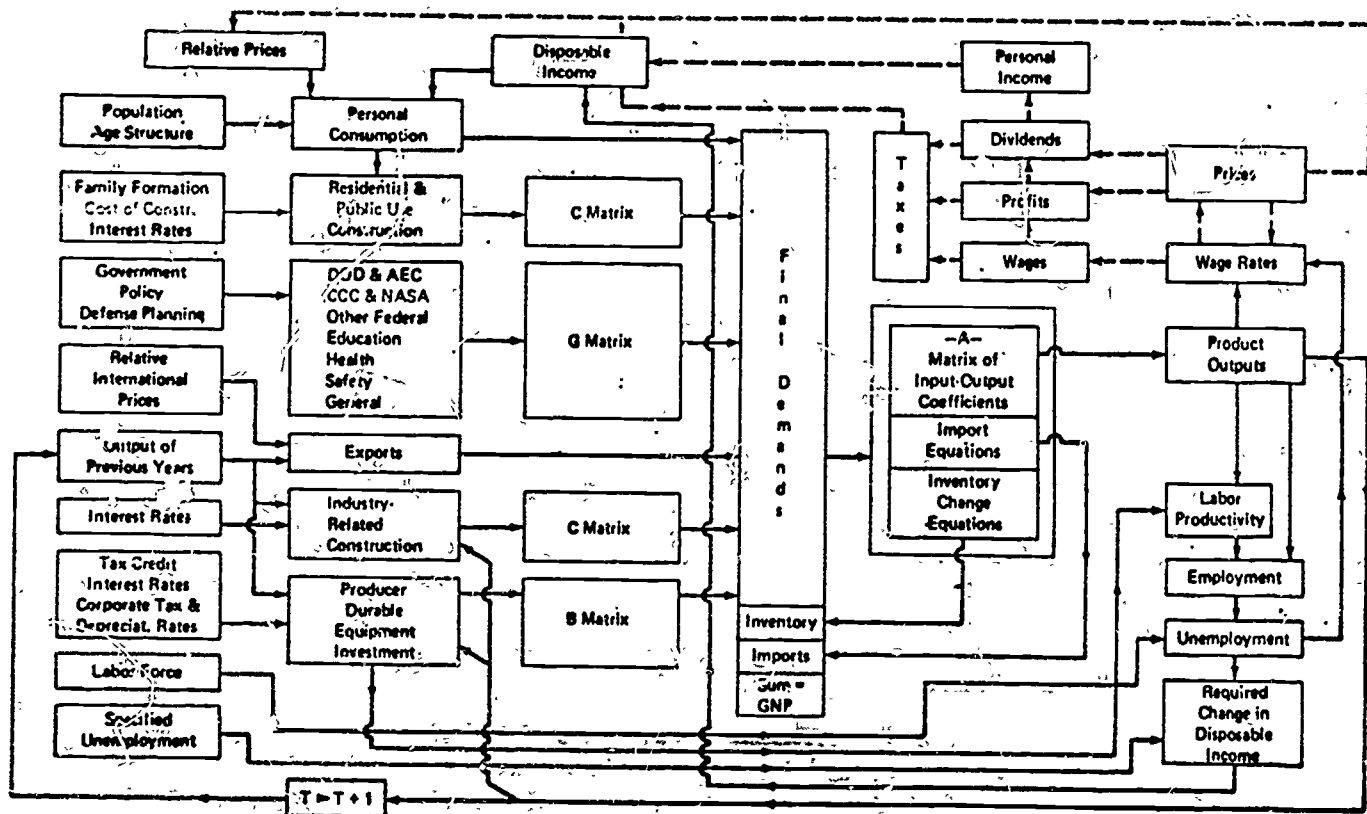 Relative Prices
Disposable
Income
Personal
Income
Population
Age Structure
Personal
Consumption
Dividends
Prices
Family Formation
Cost of Constr.
Interest Rates
Residential &
Public Use
Construction
C Matrix
Profits
Taxes
Wages
Wage Rates
Government
Policy
Defense Planning
DOD & AEC
CCC & NASA
Other Federal
Education
Health
Safety
General
G Matrix
Final Demands
—A—
Matrix of
Input-Output
Coefficients
Product
Outputs
Relative
International
Prices
Import
Equations
Output of
Previous Years
Exports
Inventory
Change
Equations
Interest Rates
Industry-
Related
Construction
C Matrix
Labor
Productivity
Tax Credit
Interest Rates
Corporate Tax &
Depreciat. Rates
Producer
Durable
Equipment
Investment
B Matrix
Employment
Inventory
Unemployment
Imports
Labor Force
Sum =
GNP
Required
Change in
Disposable
Income
Specified
Unemployment
T = T + 1